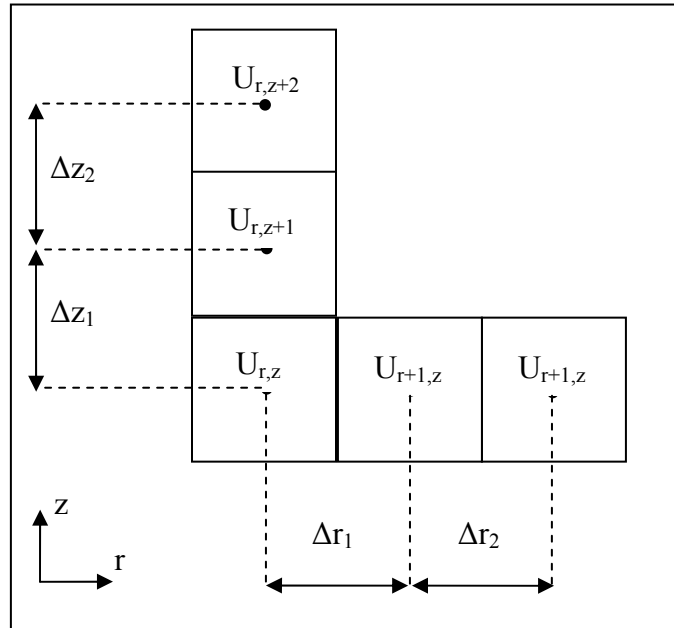 U_{r,z+2}
Δz₂
U_{r,z+1}
Δz₁
U_{r,z} U_{r+1,z} U_{r+1,z}
z
Δr₁ Δr₂
r